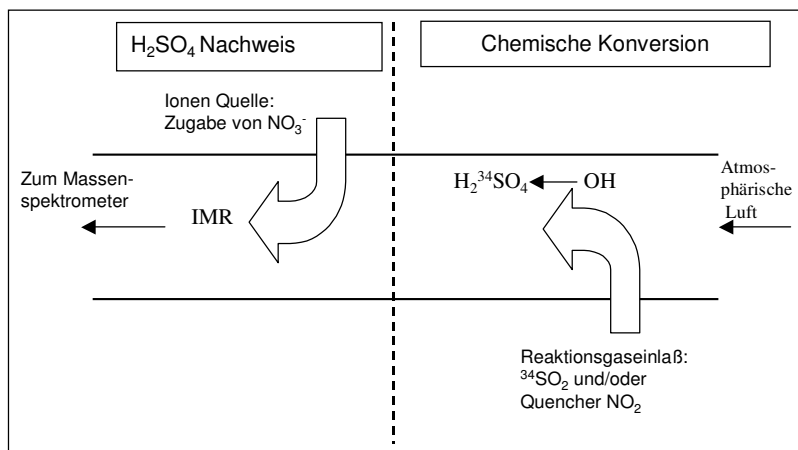 H₂SO₄ Nachweis
Chemische Konversion
Ionen Quelle:
Zugabe von NO₃⁻
Zum Massen-
spektrometer
IMR
H₂³⁴SO₄
OH
Atmos-
phärische
Luft
Reaktionsgaseinlaß:
³⁴SO₂ und/oder
Quencher NO₂